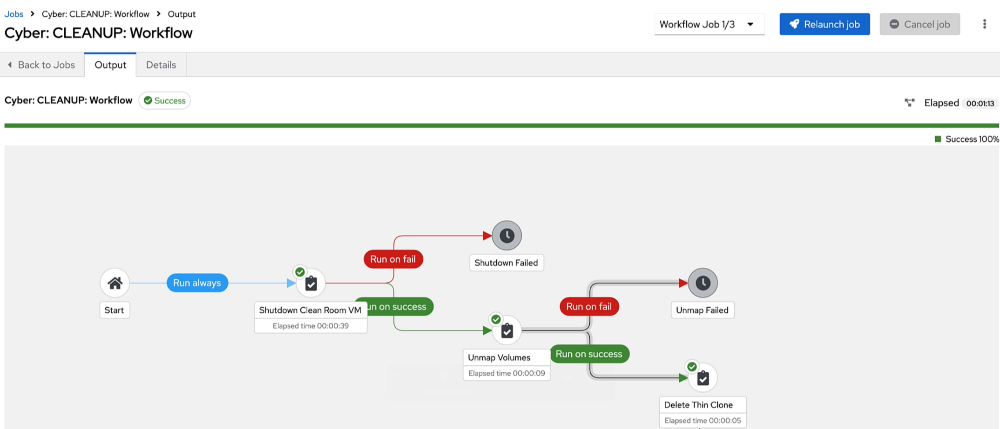 Jobs > Cyber: CLEANUP: Workflow > Output
Cyber: CLEANUP: Workflow
Workflow Job 1/3
Relaunch job
Cancel job
Back to Jobs
Output
Details
Cyber: CLEANUP: Workflow
Success
Elapsed 00:01:13
Success 100%
Shutdown Failed
Run on fail
Start
Run always
Shutdown Clean Room VM
Elapsed time 00:00:39
un on success
Run on fail
Unmap Failed
Unmap Volumes
Elapsed time 00:00:09
Run on success
Delete Thin Clone
Elapsed time 00:00:05